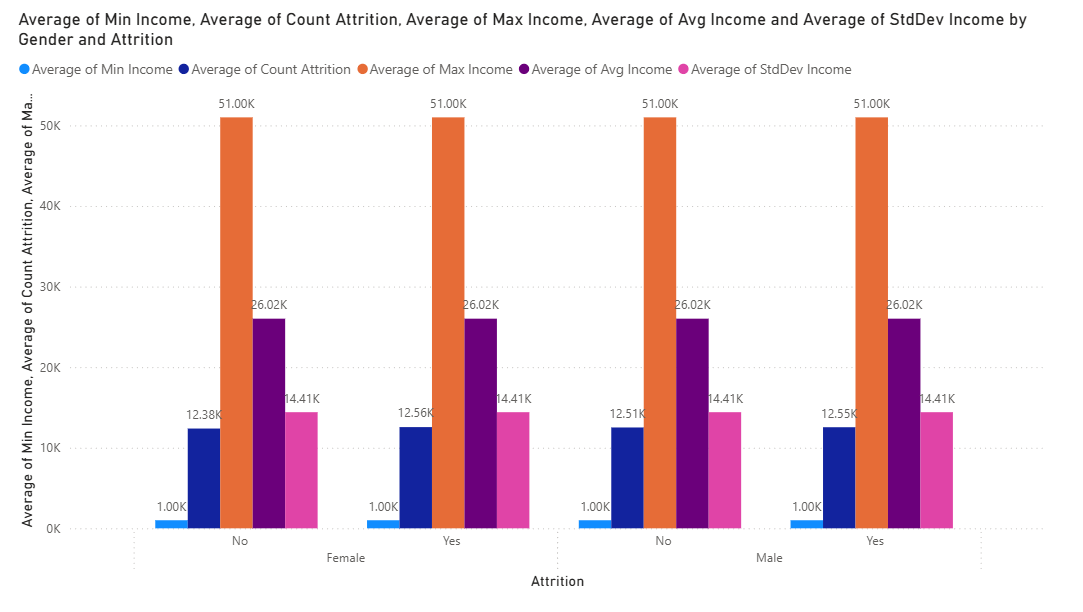 Average of Min Income, Average of Count Attrition, Average of Max Income, Average of Avg Income and Average of StdDev Income by
Gender and Attrition
Average of Min Income Average of Count Attrition Average of Max Income Average of Avg Income Average of StdDev Income
Average of Min Income, Average of Count Attrition, Average of Ma...
50K
40K
30K
20K
10K
0K
1.00K 12.38K 51.00K 26.02K 14.41K
1.00K 12.56K 51.00K 26.02K 14.41K
1.00K 12.51K 51.00K 26.02K 14.41K
1.00K 12.55K 51.00K 26.02K 14.41K
No Yes No Yes
Female Male
Attrition